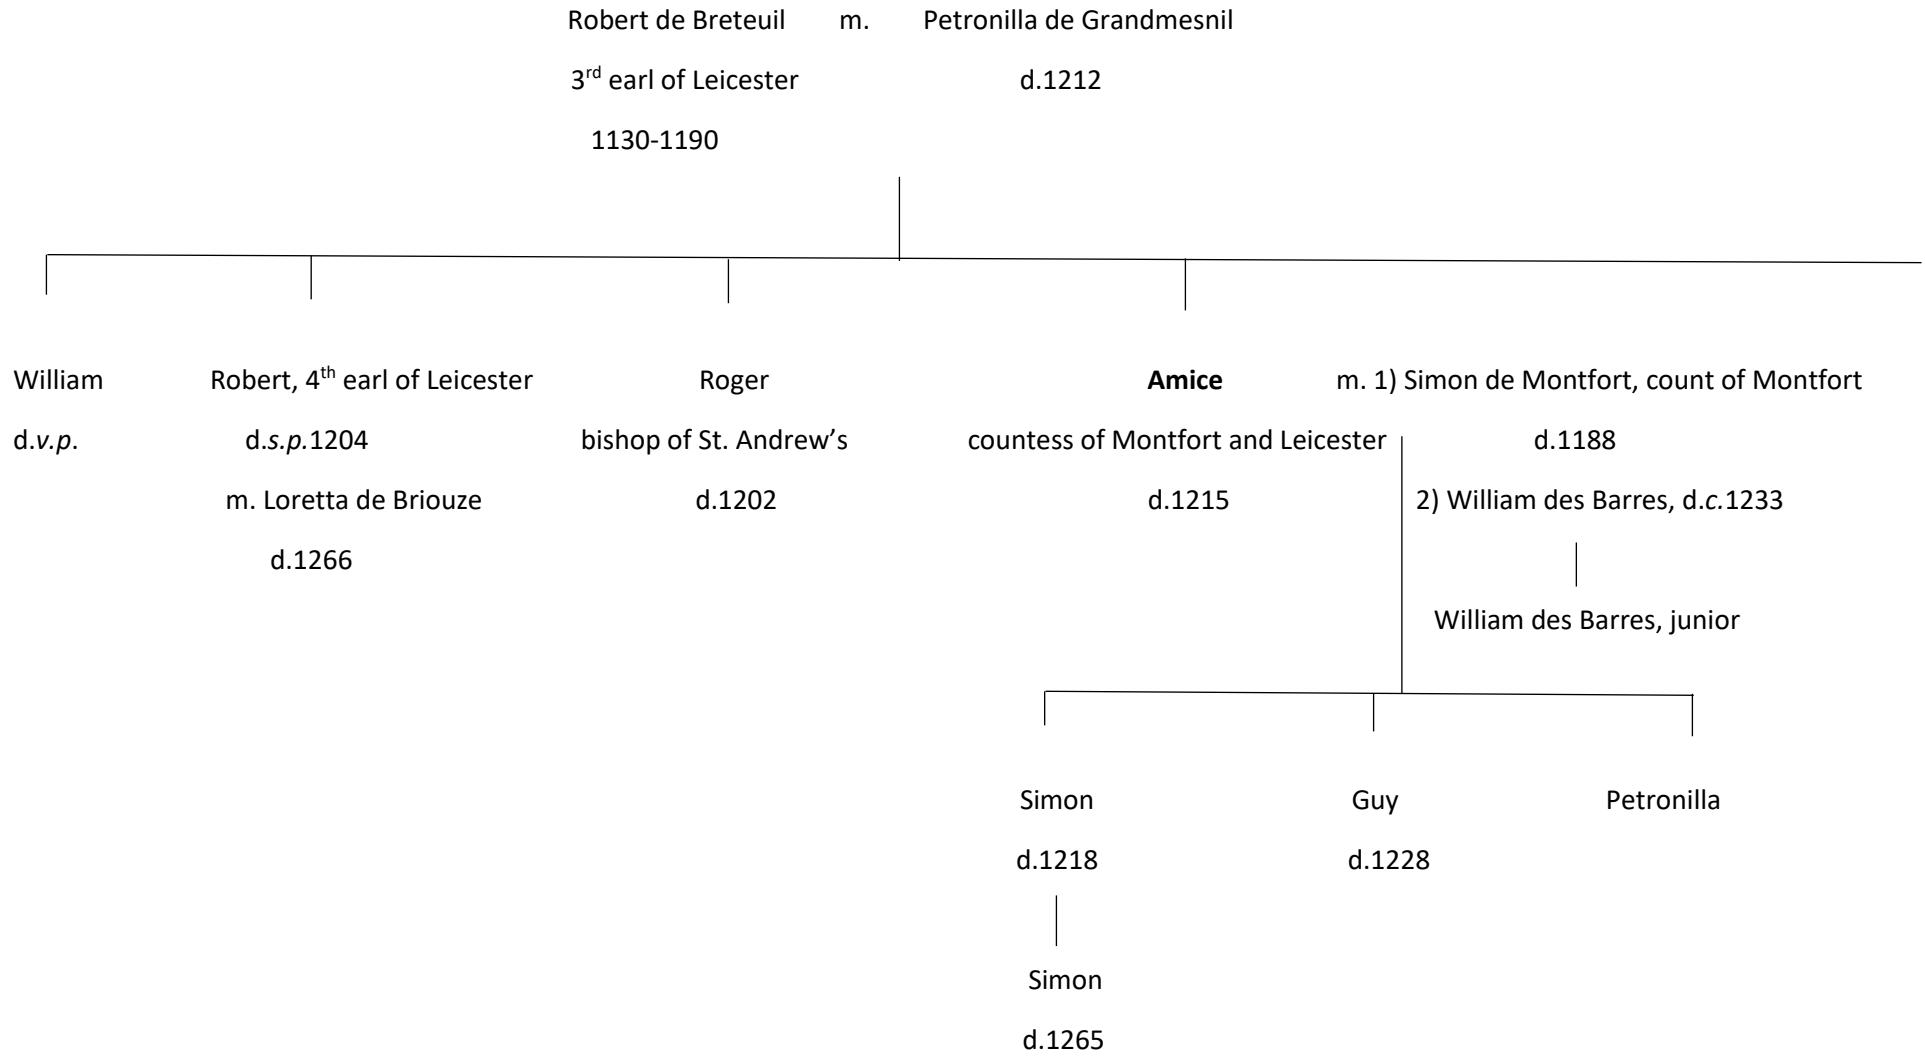 Robert de Breteuil m. Petronilla de Grandmesnil
3rd earl of Leicester d.1212
1130-1190
William Robert, 4th earl of Leicester Roger Amice m. 1) Simon de Montfort, count of Montfort
d.v.p. d.s.p.1204 bishop of St. Andrew’s countess of Montfort and Leicester d.1188
m. Loretta de Briouze d.1202 d.1215 2) William des Barres, d.c.1233
d.1266
William des Barres, junior
Simon Guy Petronilla
d.1218 d.1228
Simon
d.1265